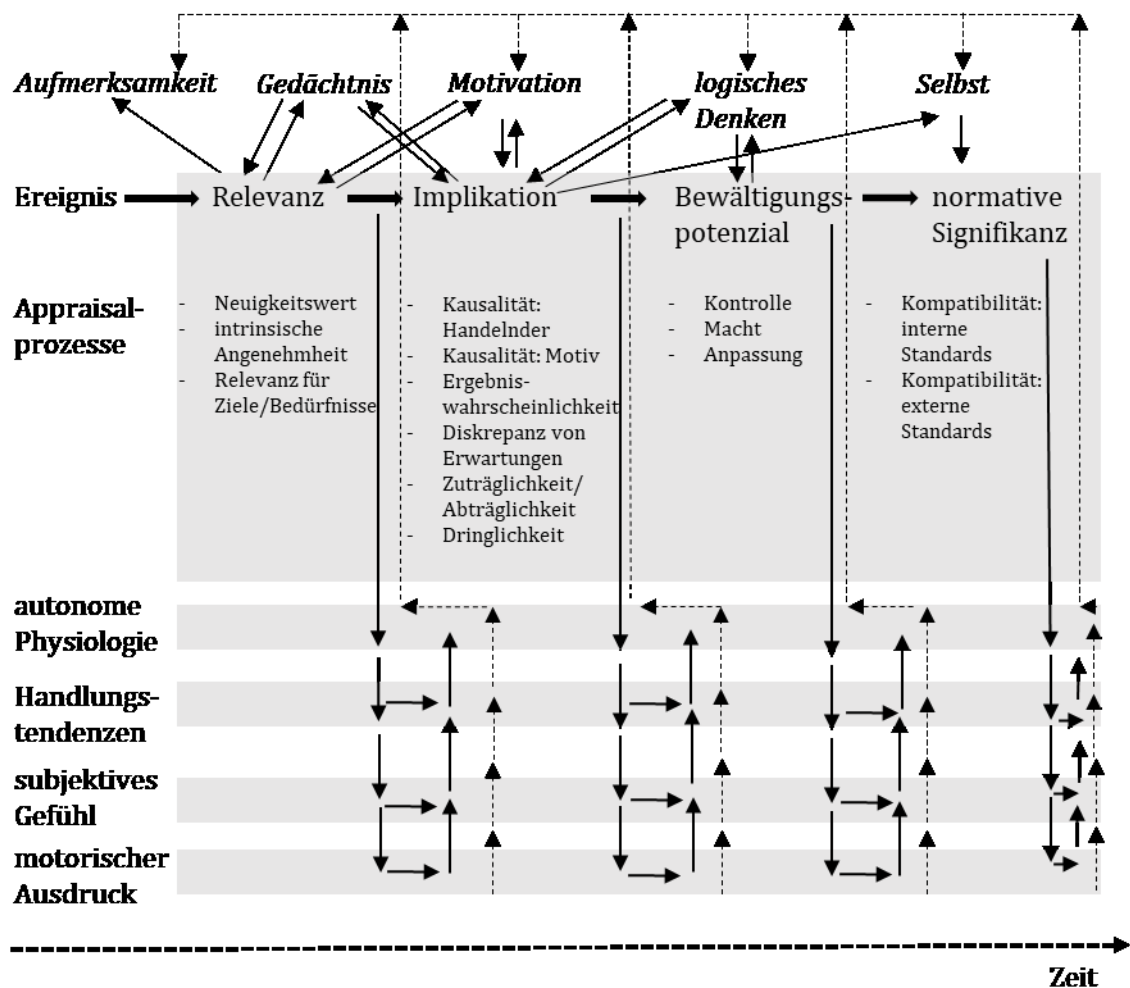 Aufmerksamkeit
Gedächtnis
Motivation
logisches
Denken
Selbst
Ereignis
Relevanz
Implikation
Bewältigungs-
potenzial
normative
Signifikanz
Appraisal-
prozesse
- Neuigkeitswert
- intrinsische
Angenehmheit
- Relevanz für
Ziele/Bedürfnisse
- Kausalität:
Handelnder
- Kausalität: Motiv
- Ergebnis-
wahrscheinlichkeit
- Diskrepanz von
Erwartungen
- Zuträglichkeit/
Abträglichkeit
- Dringlichkeit
- Kontrolle
- Macht
- Anpassung
- Kompatibilität:
interne
Standards
- Kompatibilität:
externe
Standards
autonome
Physiologie
Handlungs-
tendenzen
subjektives
Gefühl
motorischer
Ausdruck
Zeit